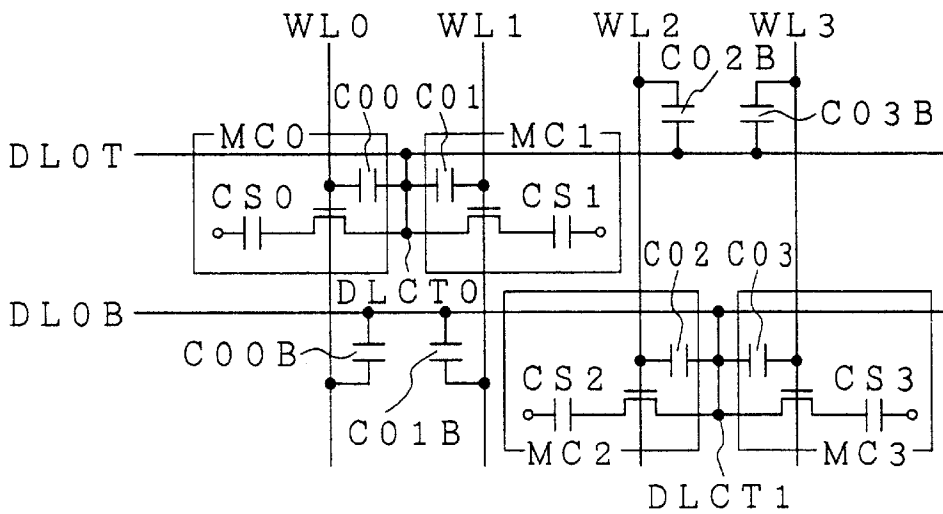 WL0 WL1 WL2 WL3
C02B
C00 C01
C03B
MC0 MC1
DL0T
CS0 CS1
C02 C03
DLCT0
DL0B
C00B
CS2 CS3
C01B
MC2 MC3
DLCT1